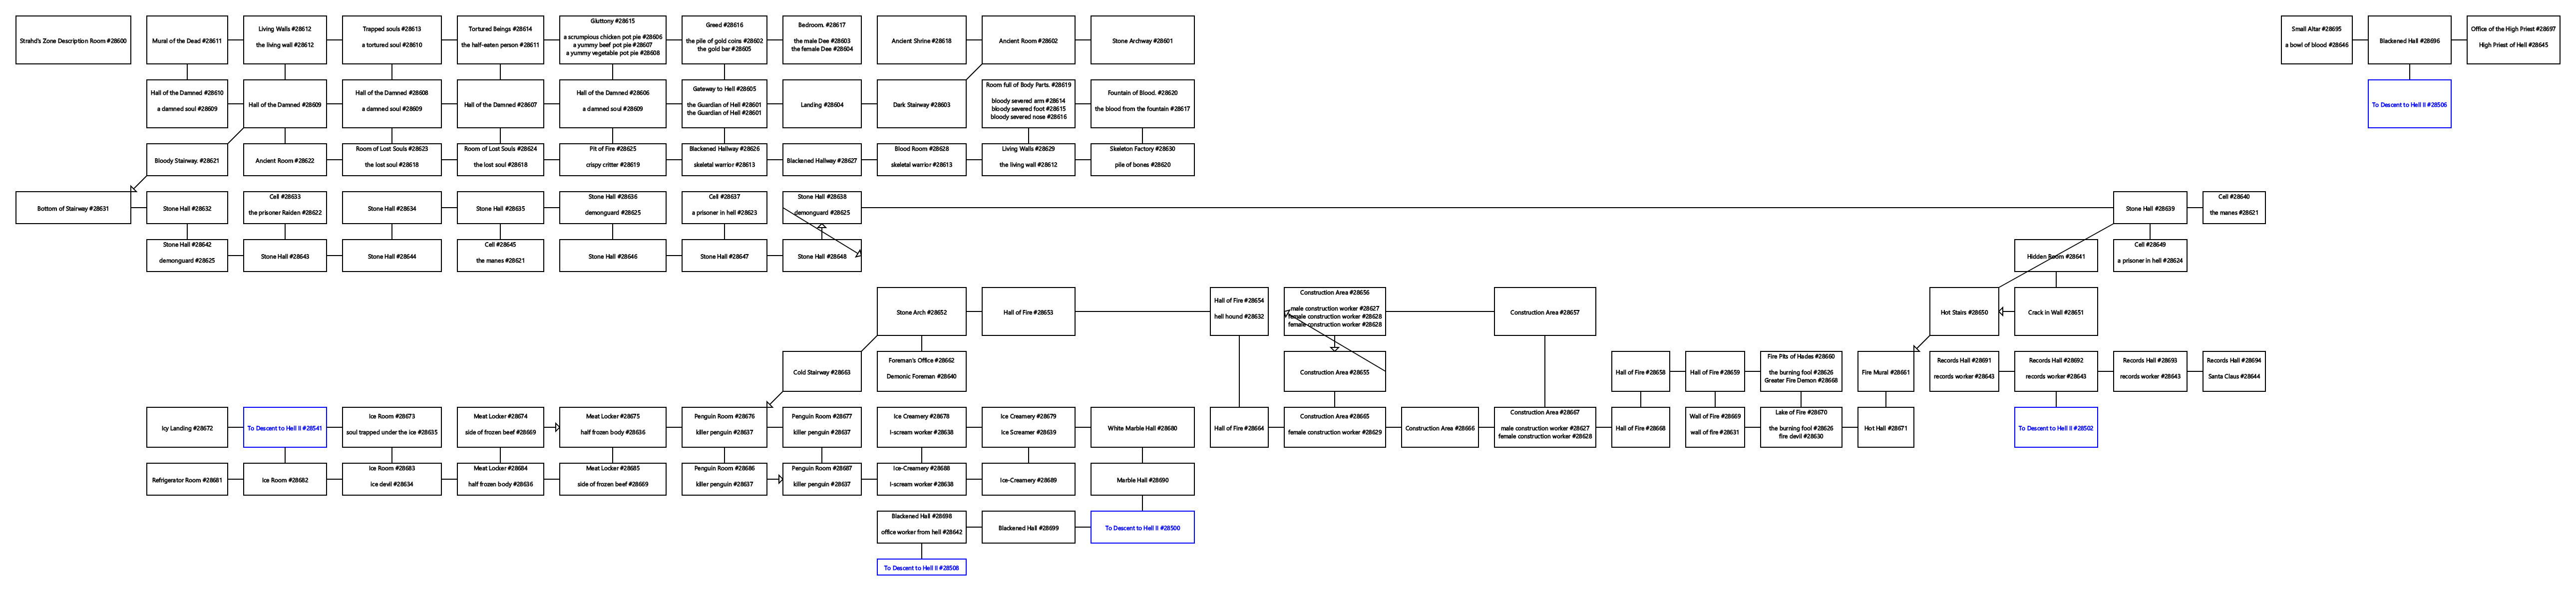 Strahd's Zone Description Room #28600
Mural of the Dead #28611
Living Walls #28612
the living wall #28612
Trapped souls #28613
a tortured soul #28610
Tortured Beings #28614
the half-eaten person #28611
Gluttony #28615
a scrumptious chicken pot pie #28606
a yummy beef pot pie #28607
a yummy vegetable pot pie #28608
Greed #28616
the pile of gold coins #28602
the gold bar #28605
Bedroom. #28617
the male Dee #28603
the female Dee #28604
Ancient Shrine #28618
Ancient Room #28602
Stone Archway #28601
Small Altar #28695
a bowl of blood #28646
Blackened Hall #28696
Office of the High Priest #28697
High Priest of Hell #28645
Hall of the Damned #28610
a damned soul #28609
Hall of the Damned #28609
Hall of the Damned #28608
a damned soul #28609
Hall of the Damned #28607
Hall of the Damned #28606
a damned soul #28609
Gateway to Hell #28605
the Guardian of Hell #28601
the Guardian of Hell #28601
Landing #28604
Dark Stairway #28603
Room full of Body Parts. #28619
bloody severed arm #28614
bloody severed foot #28615
bloody severed nose #28616
Fountain of Blood. #28620
the blood from the fountain #28617
To Descent to Hell II #28506
Bloody Stairway. #28621
Ancient Room #28622
Room of Lost Souls #28623
the lost soul #28618
Room of Lost Souls #28624
the lost soul #28618
Pit of Fire #28625
crispy critter #28619
Blackened Hallway #28626
skeletal warrior #28613
Blackened Hallway #28627
Blood Room #28628
skeletal warrior #28613
Living Walls #28629
the living wall #28612
Skeleton Factory #28630
pile of bones #28620
Bottom of Stairway #28631
Stone Hall #28632
Cell #28633
the prisoner Raiden #28622
Stone Hall #28634
Stone Hall #28635
Stone Hall #28636
demonguard #28625
Cell #28637
a prisoner in hell #28623
Stone Hall #28638
demonguard #28625
Stone Hall #28639
Cell #28640
the manes #28621
Stone Hall #28642
demonguard #28625
Stone Hall #28643
Stone Hall #28644
Cell #28645
the manes #28621
Stone Hall #28646
Stone Hall #28647
Stone Hall #28648
Hidden Room #28641
Cell #28649
a prisoner in hell #28624
Stone Arch #28652
Hall of Fire #28653
Hall of Fire #28654
hell hound #28632
Construction Area #28656
male construction worker #28627
female construction worker #28628
female construction worker #28628
Construction Area #28657
Hot Stairs #28650
Crack in Wall #28651
Cold Stairway #28663
Foreman's Office #28662
Demonic Foreman #28640
Construction Area #28655
Hall of Fire #28658
Hall of Fire #28659
Fire Pits of Hades #28660
the burning fool #28626
Greater Fire Demon #28668
Fire Mural #28661
Records Hall #28691
records worker #28643
Records Hall #28692
records worker #28643
Records Hall #28693
records worker #28643
Records Hall #28694
Santa Claus #28644
Icy Landing #28672
To Descent to Hell II #28541
Ice Room #28673
soul trapped under the ice #28635
Meat Locker #28674
side of frozen beef #28669
Meat Locker #28675
half frozen body #28636
Penguin Room #28676
killer penguin #28637
Penguin Room #28677
killer penguin #28637
Ice Creamery #28678
I-scream worker #28638
Ice Creamery #28679
Ice Screamer #28639
White Marble Hall #28680
Hall of Fire #28664
Construction Area #28665
female construction worker #28629
Construction Area #28666
Construction Area #28667
male construction worker #28627
female construction worker #28628
Hall of Fire #28668
Wall of Fire #28669
wall of fire #28631
Lake of Fire #28670
the burning fool #28626
fire devil #28630
Hot Hall #28671
To Descent to Hell II #28502
Refrigerator Room #28681
Ice Room #28682
Ice Room #28683
ice devil #28634
Meat Locker #28684
half frozen body #28636
Meat Locker #28685
side of frozen beef #28669
Penguin Room #28686
killer penguin #28637
Penguin Room #28687
killer penguin #28637
Ice-Creamery #28688
I-scream worker #28638
Ice-Creamery #28689
Marble Hall #28690
Blackened Hall #28698
office worker from hell #28642
Blackened Hall #28699
To Descent to Hell II #28500
To Descent to Hell II #28508